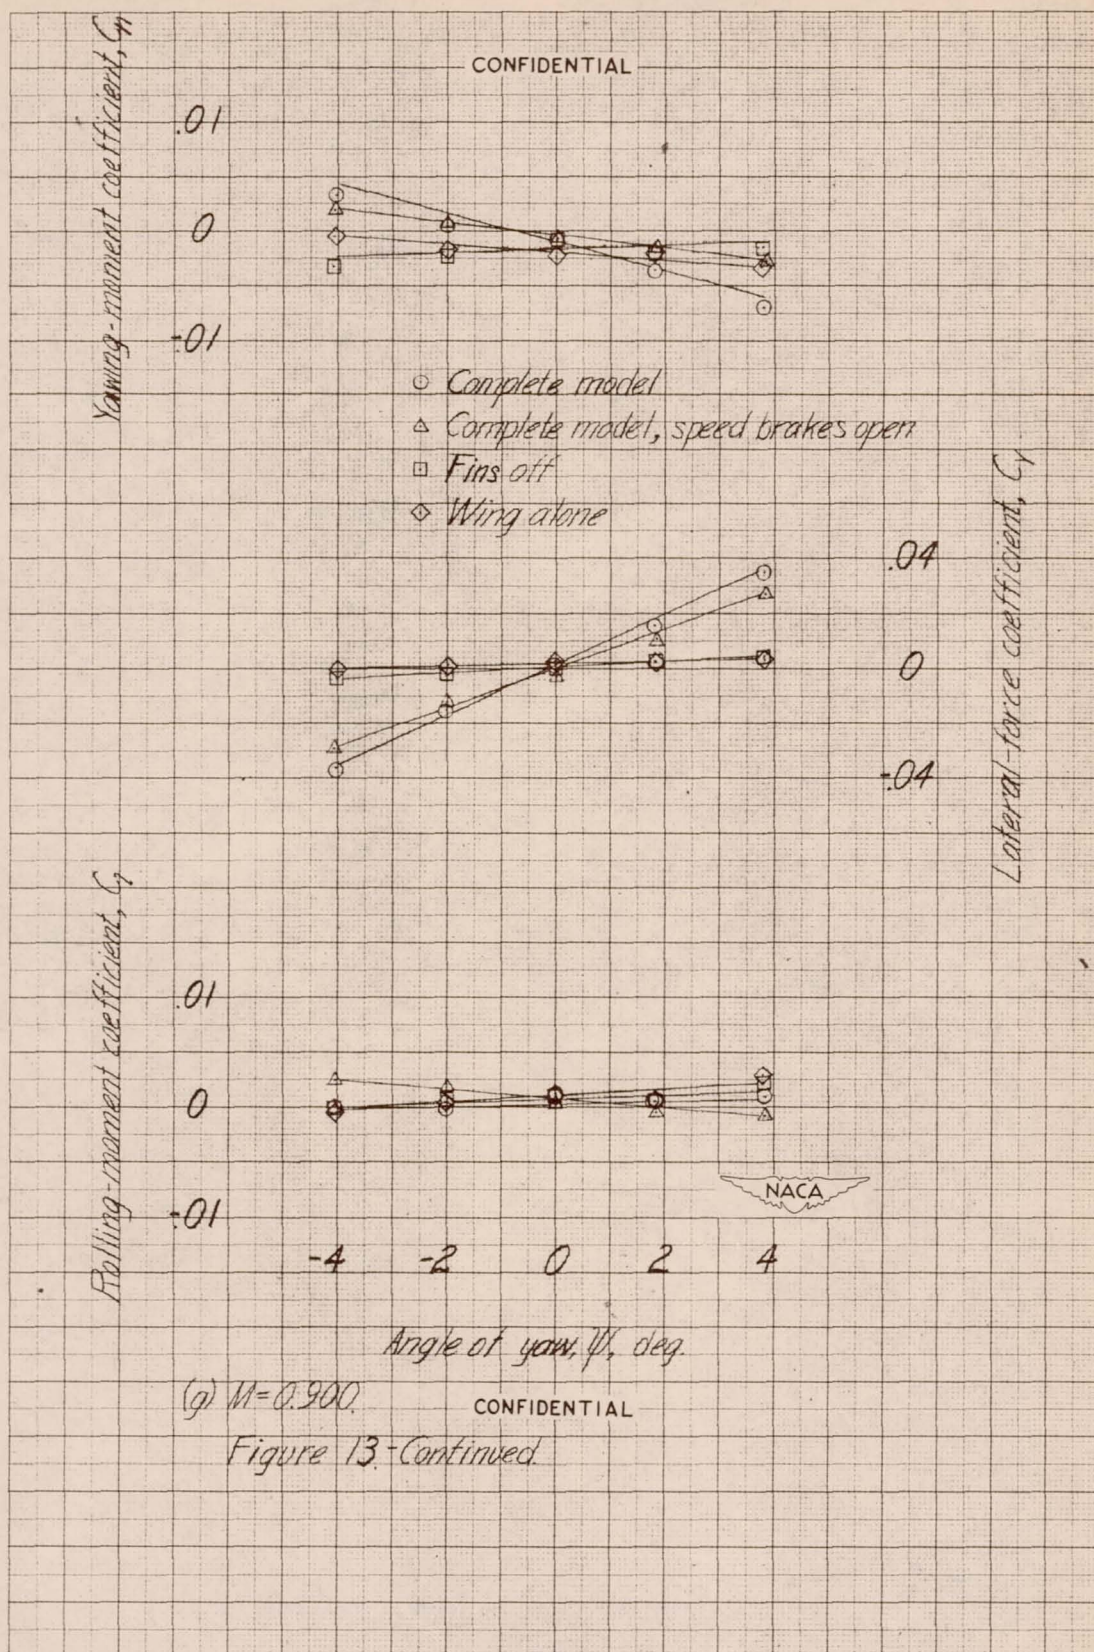 CONFIDENTIAL
Yawing-moment coefficient, Cn
.01
0
-.01
Complete model
Complete model, speed brakes open
Fins off
Wing alone
Lateral-force coefficient, CY
.04
0
-.04
Rolling-moment coefficient, Cl
.01
0
-.01
NACA
-4 -2 0 2 4
Angle of yaw, ψ, deg.
(g) M=0.900.
CONFIDENTIAL
Figure 13.-Continued.